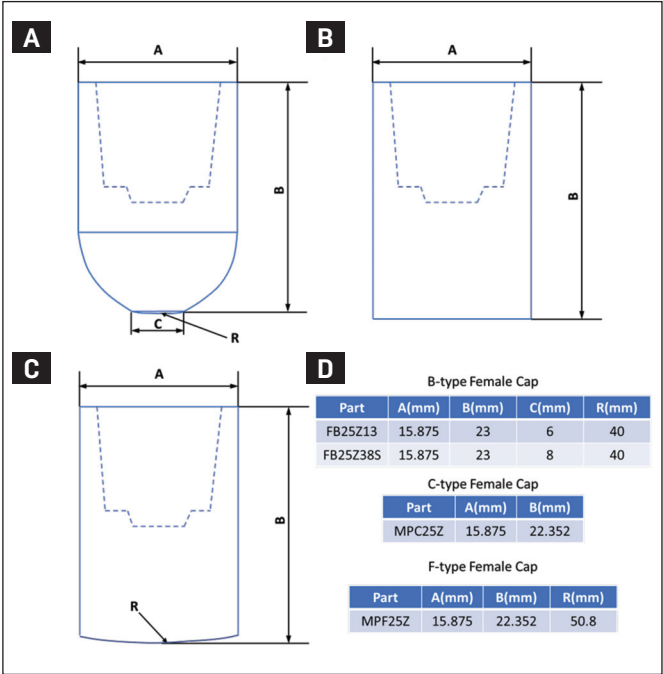 A
A
B
C
R
B
A
B
C
A
B
R
D
B-type Female Cap
Part A(mm) B(mm) C(mm) R(mm)
FB25Z13 15.875 23 6 40
FB25Z38S 15.875 23 8 40
C-type Female Cap
Part A(mm) B(mm)
MPC25Z 15.875 22.352
F-type Female Cap
Part A(mm) B(mm) R(mm)
MPF25Z 15.875 22.352 50.8